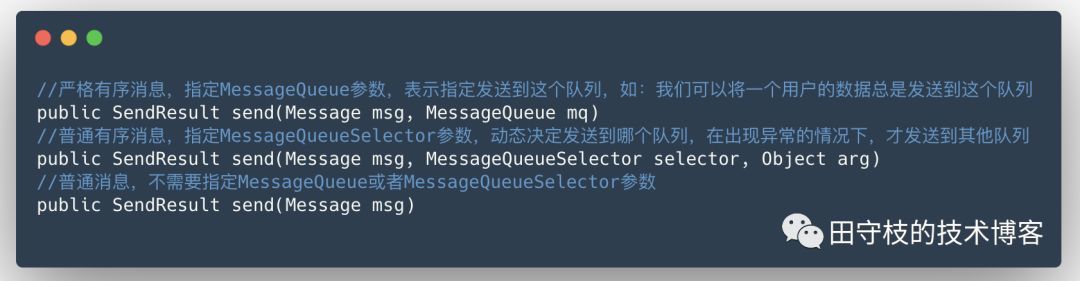 //严格有序消息，指定MessageQueue参数，表示指定发送到这个队列，如：我们可以将一个用户的数据总是发送到这个队列
public SendResult send(Message msg, MessageQueue mq)
//普通有序消息，指定MessageQueueSelector参数，动态决定发送到哪个队列，在出现异常的情况下，才发送到其他队列
public SendResult send(Message msg, MessageQueueSelector selector, Object arg)
//普通消息，不需要指定MessageQueue或者MessageQueueSelector参数
public SendResult send(Message msg)
田守枝的技术博客